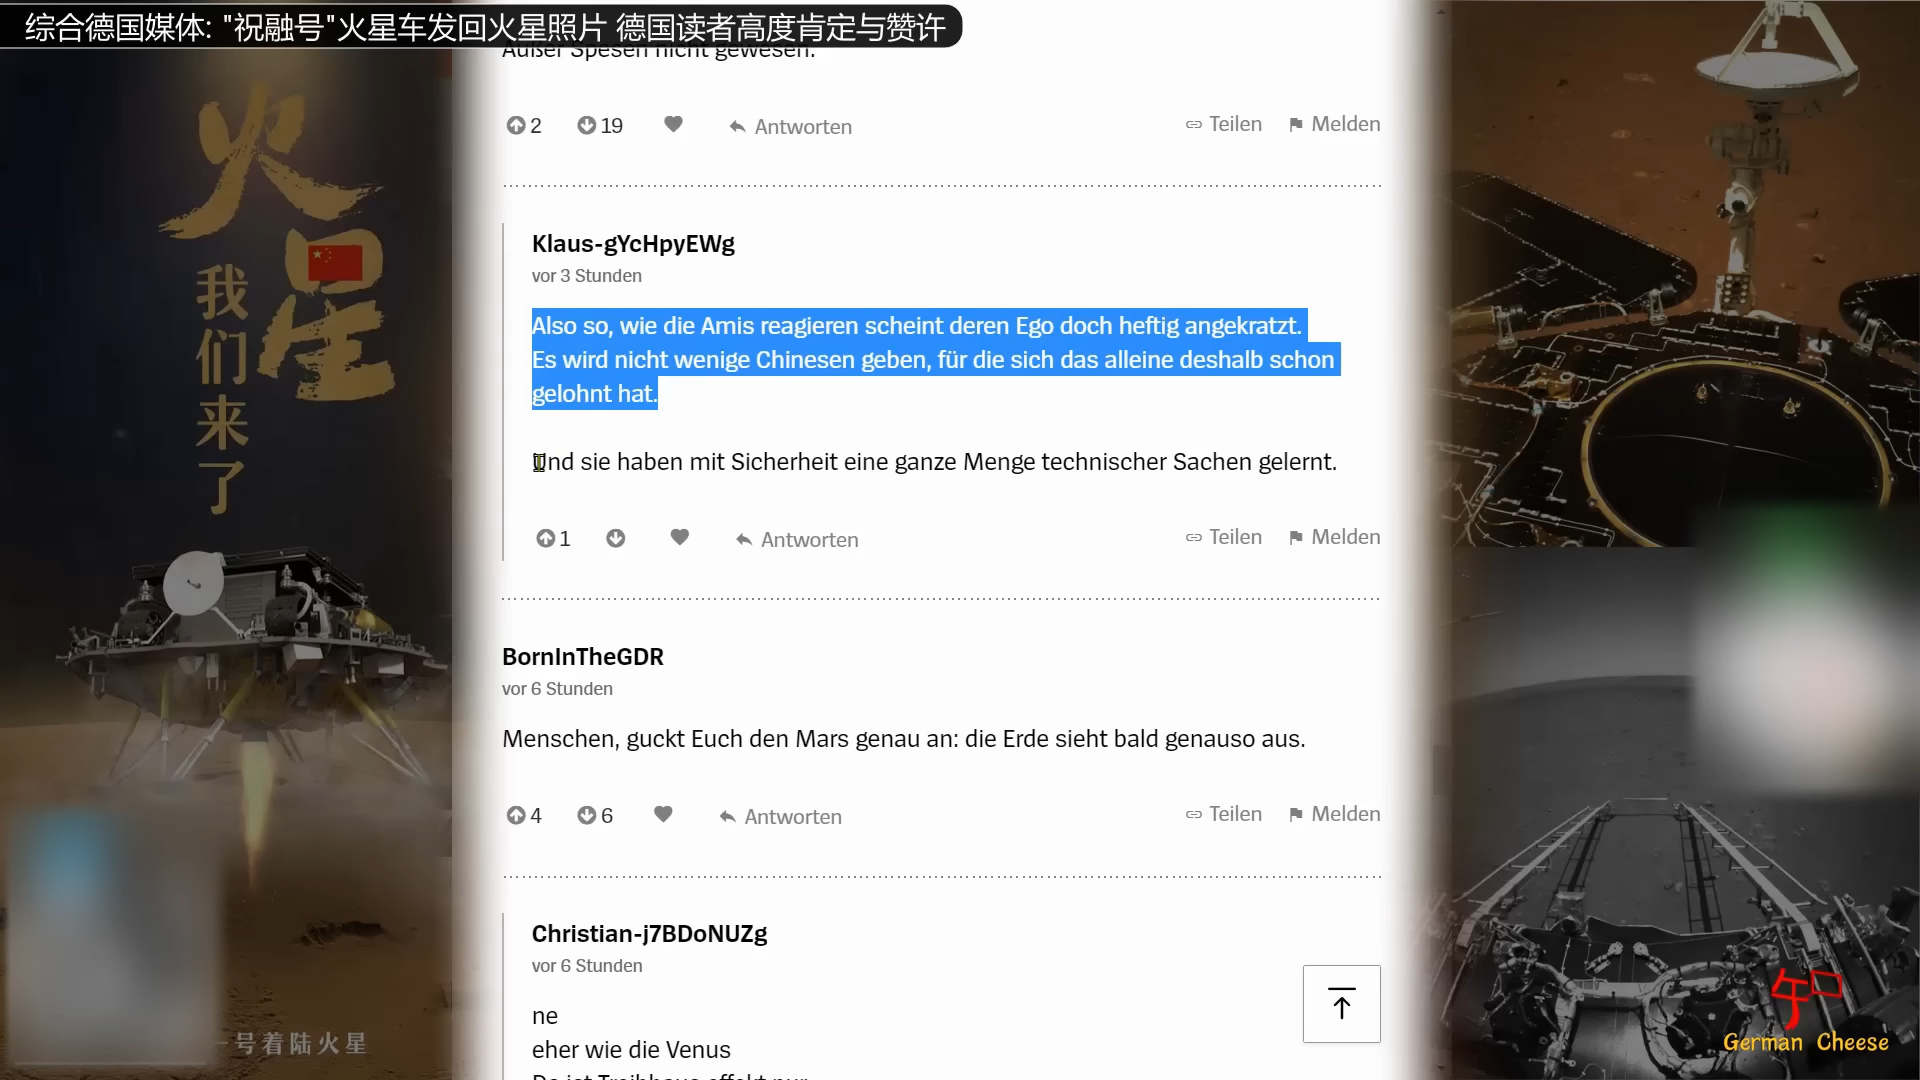 综合德国媒体: "祝融号"火星车发回火星照片 德国读者高度肯定与赞许
Außer Spesen nicht gewesen.
2 19 Antworten Teilen Melden
火星
我们来了
Klaus-gYcHpyEWg
vor 3 Stunden
Also so, wie die Amis reagieren scheint deren Ego doch heftig angekratzt.
Es wird nicht wenige Chinesen geben, für die sich das alleine deshalb schon
gelohnt hat.
Und sie haben mit Sicherheit eine ganze Menge technischer Sachen gelernt.
1 Antworten Teilen Melden
BornInTheGDR
vor 6 Stunden
Menschen, guckt Euch den Mars genau an: die Erde sieht bald genauso aus.
4 6 Antworten Teilen Melden
Christian-j7BDoNUZg
vor 6 Stunden
ne
eher wie die Venus
号着陆火星
German Cheese